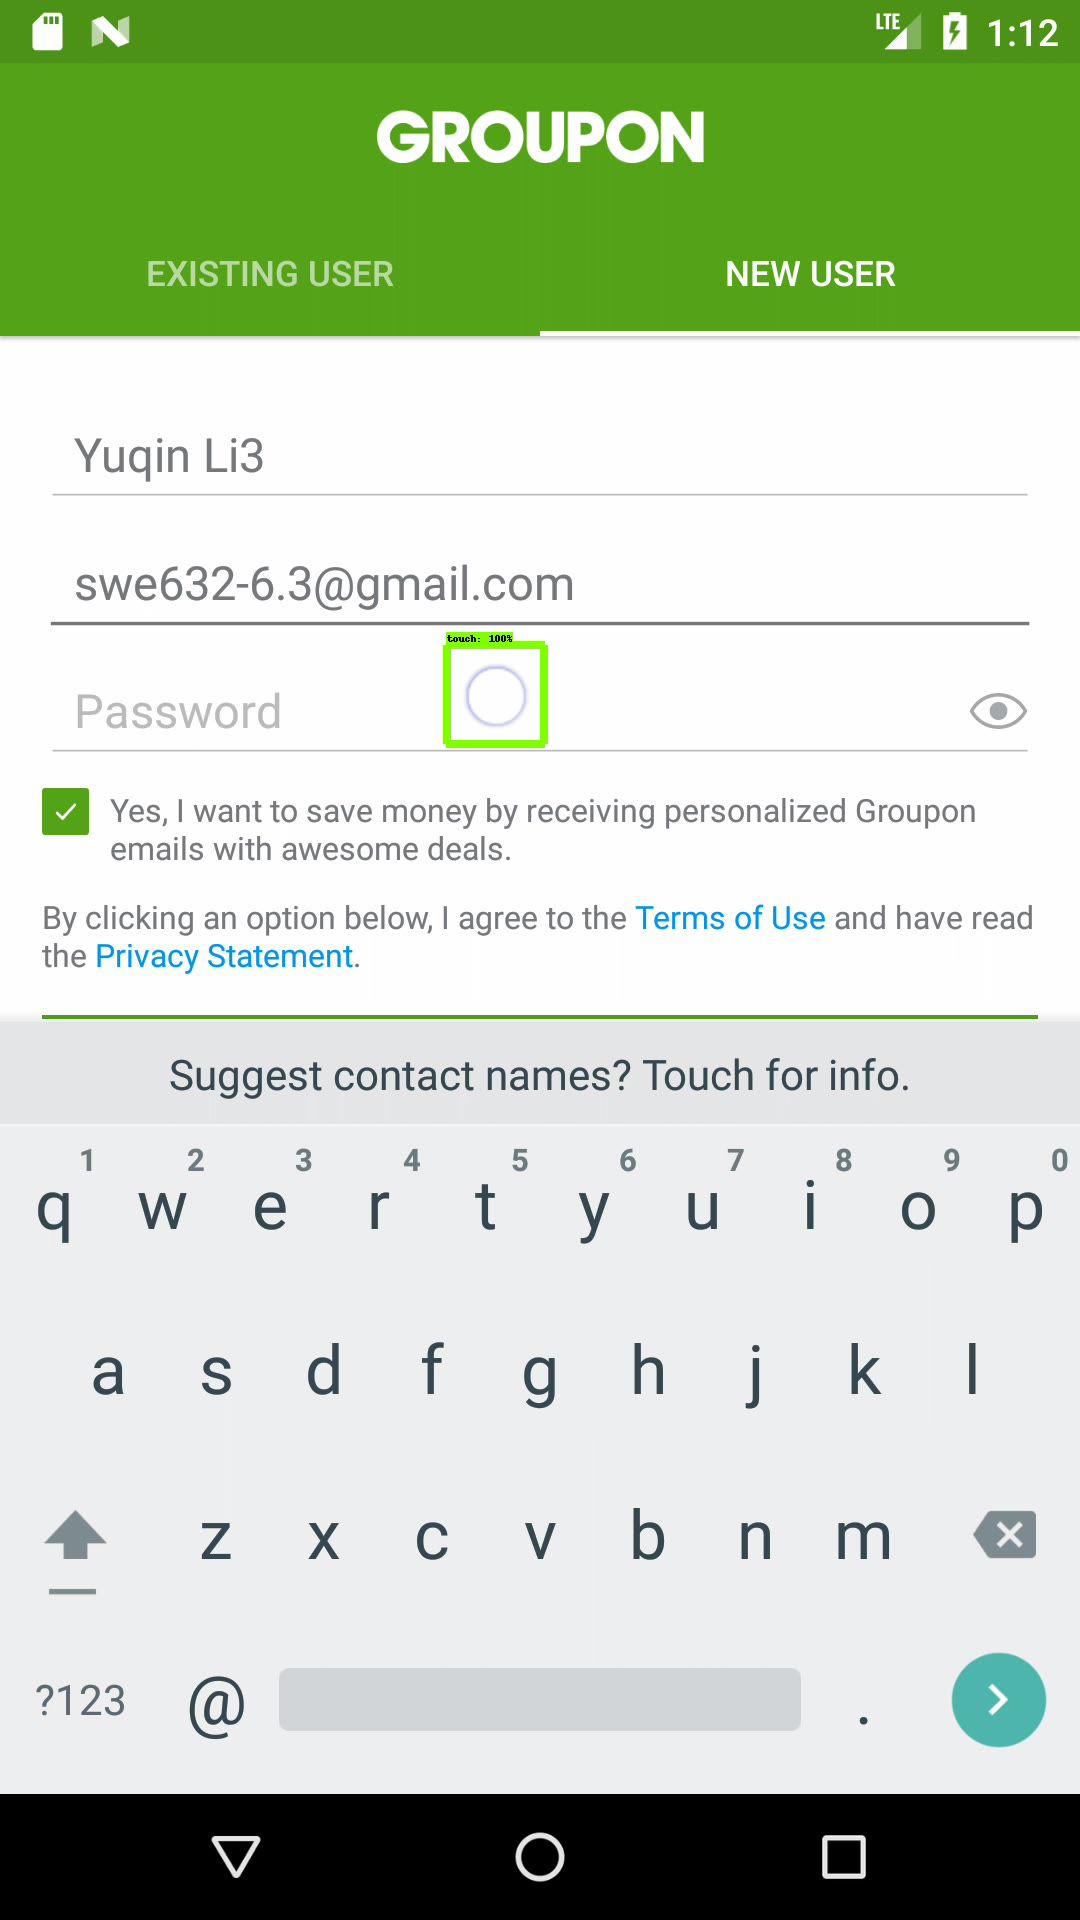 LTE 1:12
GROUPON
EXISTING USER NEW USER
Yuqin Li3
swe632-6.3@gmail.com
touch: 100%
Password
Yes, I want to save money by receiving personalized Groupon
emails with awesome deals.
By clicking an option below, I agree to the Terms of Use and have read
the Privacy Statement.
Suggest contact names? Touch for info.
1 2 3 4 5 6 7 8 9 0
q w e r t y u i o p
a s d f g h j k l
z x c v b n m
?123 @ .